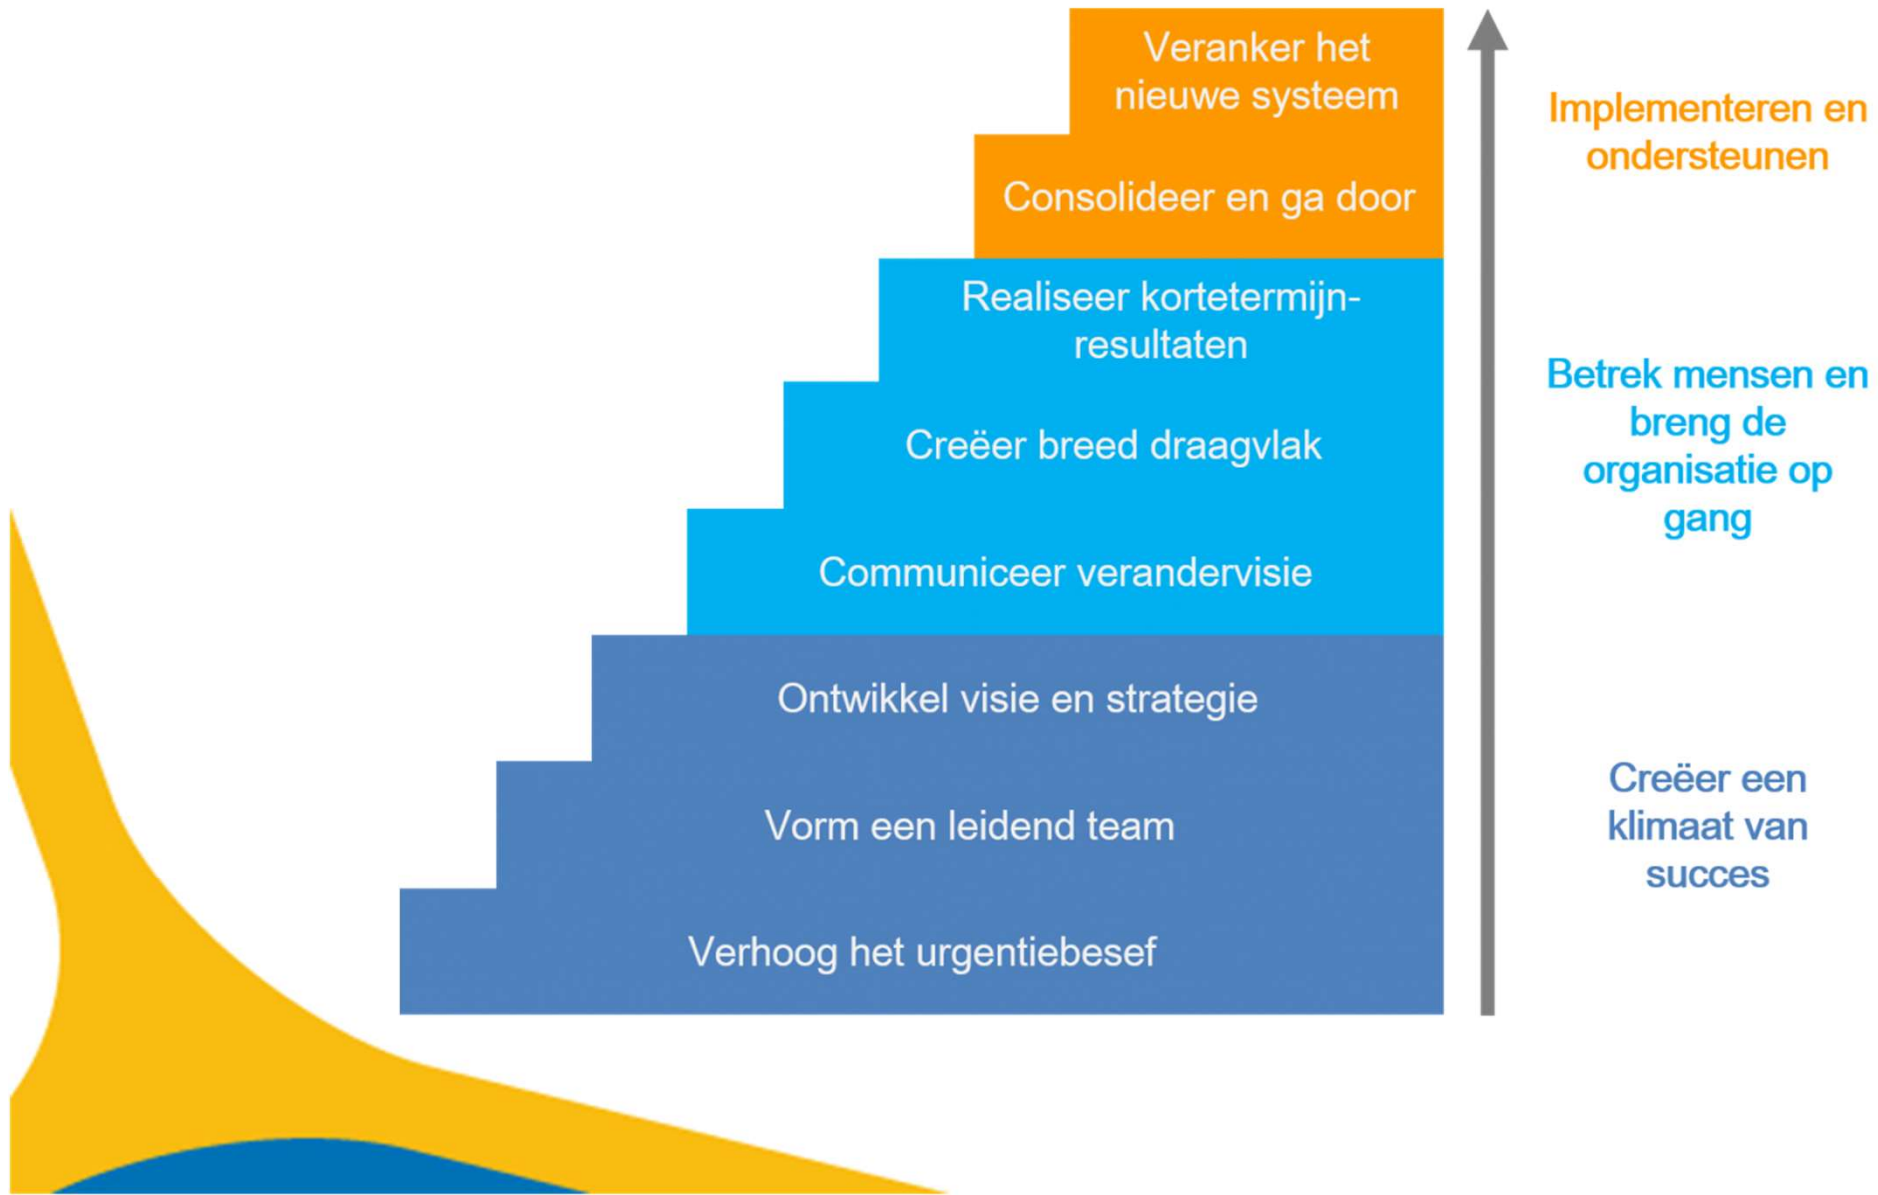 Veranker het
nieuwe systeem
Consolideer en ga door
Implementeren en
ondersteunen
Realiseer kortetermijn-
resultaten
Creëer breed draagvlak
Communiceer verandervisie
Betrek mensen en
breng de
organisatie op
gang
Ontwikkel visie en strategie
Vorm een leidend team
Verhoog het urgentiebesef
Creëer een
klimaat van
succes